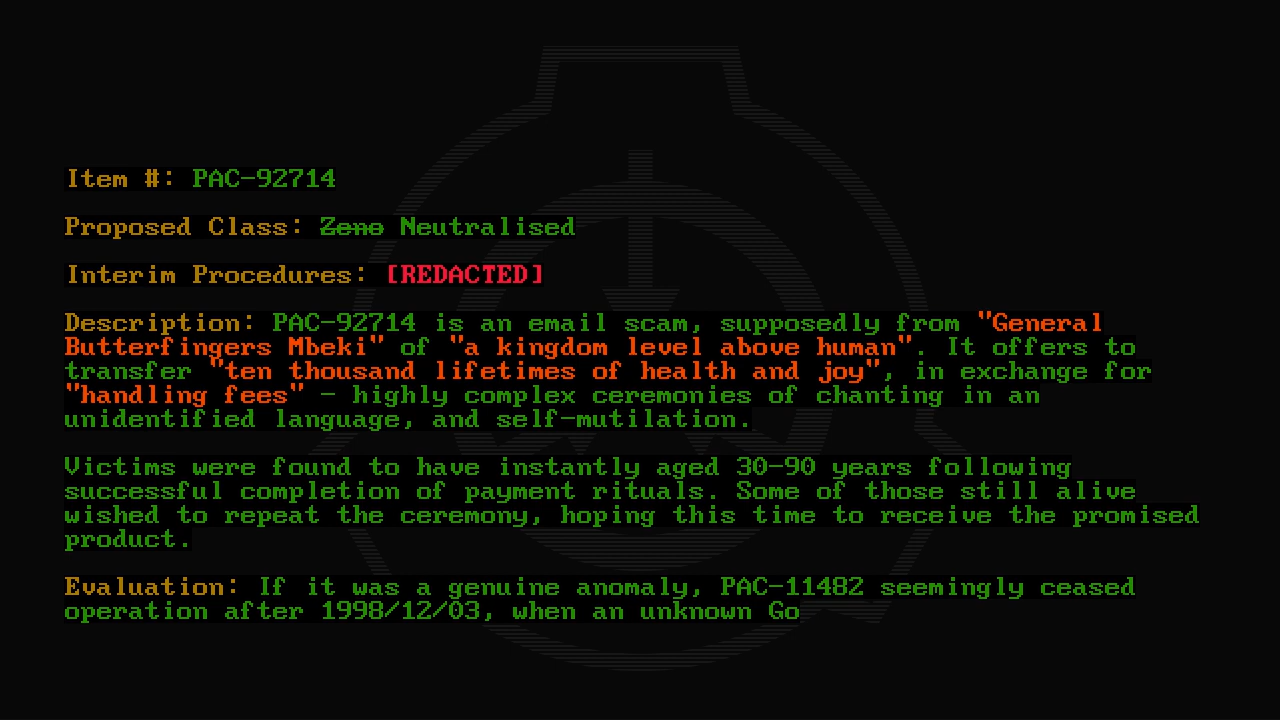 Item #: PAC-92714
Proposed Class: Zeno Neutralised
Interim Procedures: [REDACTED]
Description: PAC-92714 is an email scam, supposedly from "General
Butterfingers Mbeki" of "a kingdom level above human". It offers to
transfer "ten thousand lifetimes of health and joy", in exchange for
"handling fees" - highly complex ceremonies of chanting in an
unidentified language, and self-mutilation.
Victims were found to have instantly aged 30-90 years following
successful completion of payment rituals. Some of those still alive
wished to repeat the ceremony, hoping this time to receive the promised
product.
Evaluation: If it was a genuine anomaly, PAC-11482 seemingly ceased
operation after 1998/12/03, when an unknown Go